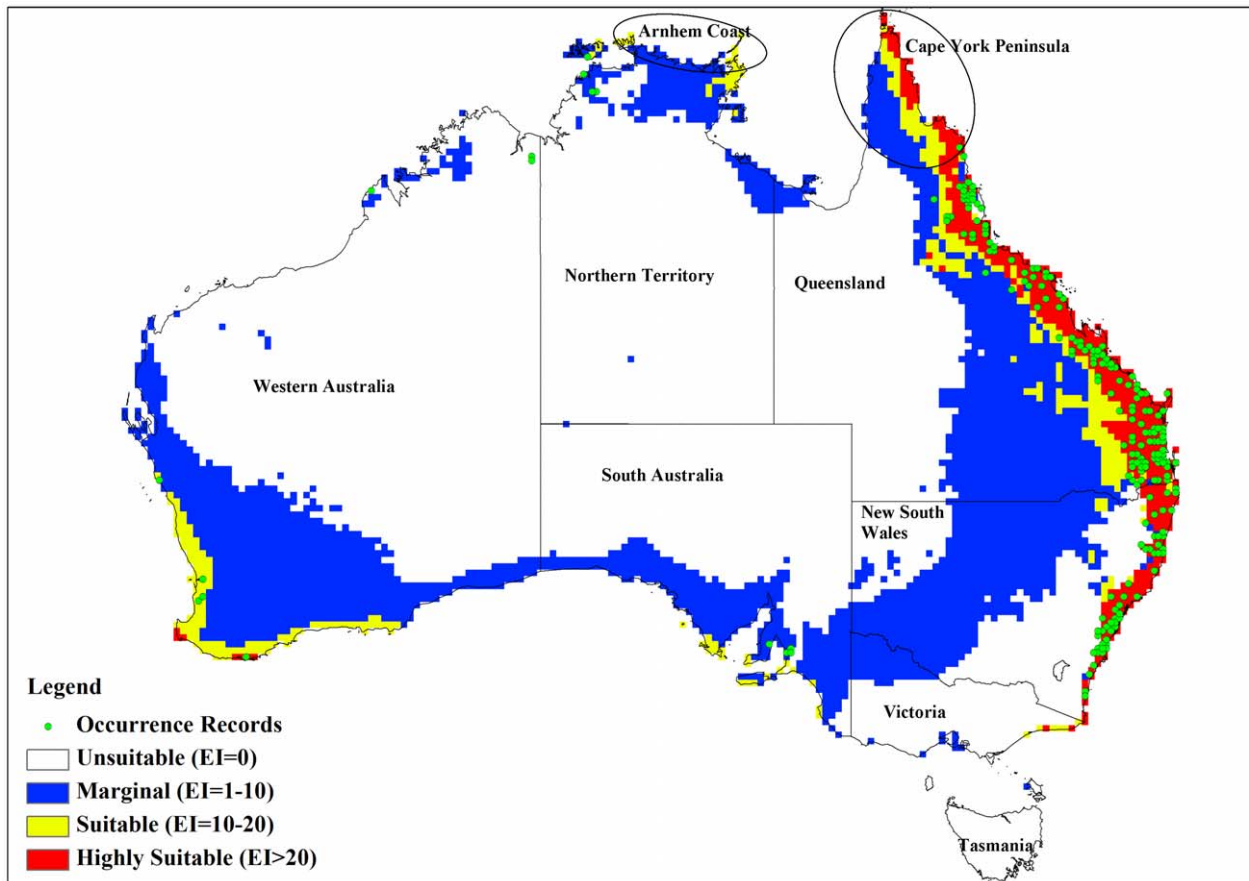 Arnhem Coast
Cape York Peninsula
Northern Territory
Queensland
Western Australia
South Australia
New South
Wales
Legend
Occurrence Records
Unsuitable (EI=0)
Marginal (EI=1-10)
Suitable (EI=10-20)
Highly Suitable (EI>20)
Victoria
Tasmania